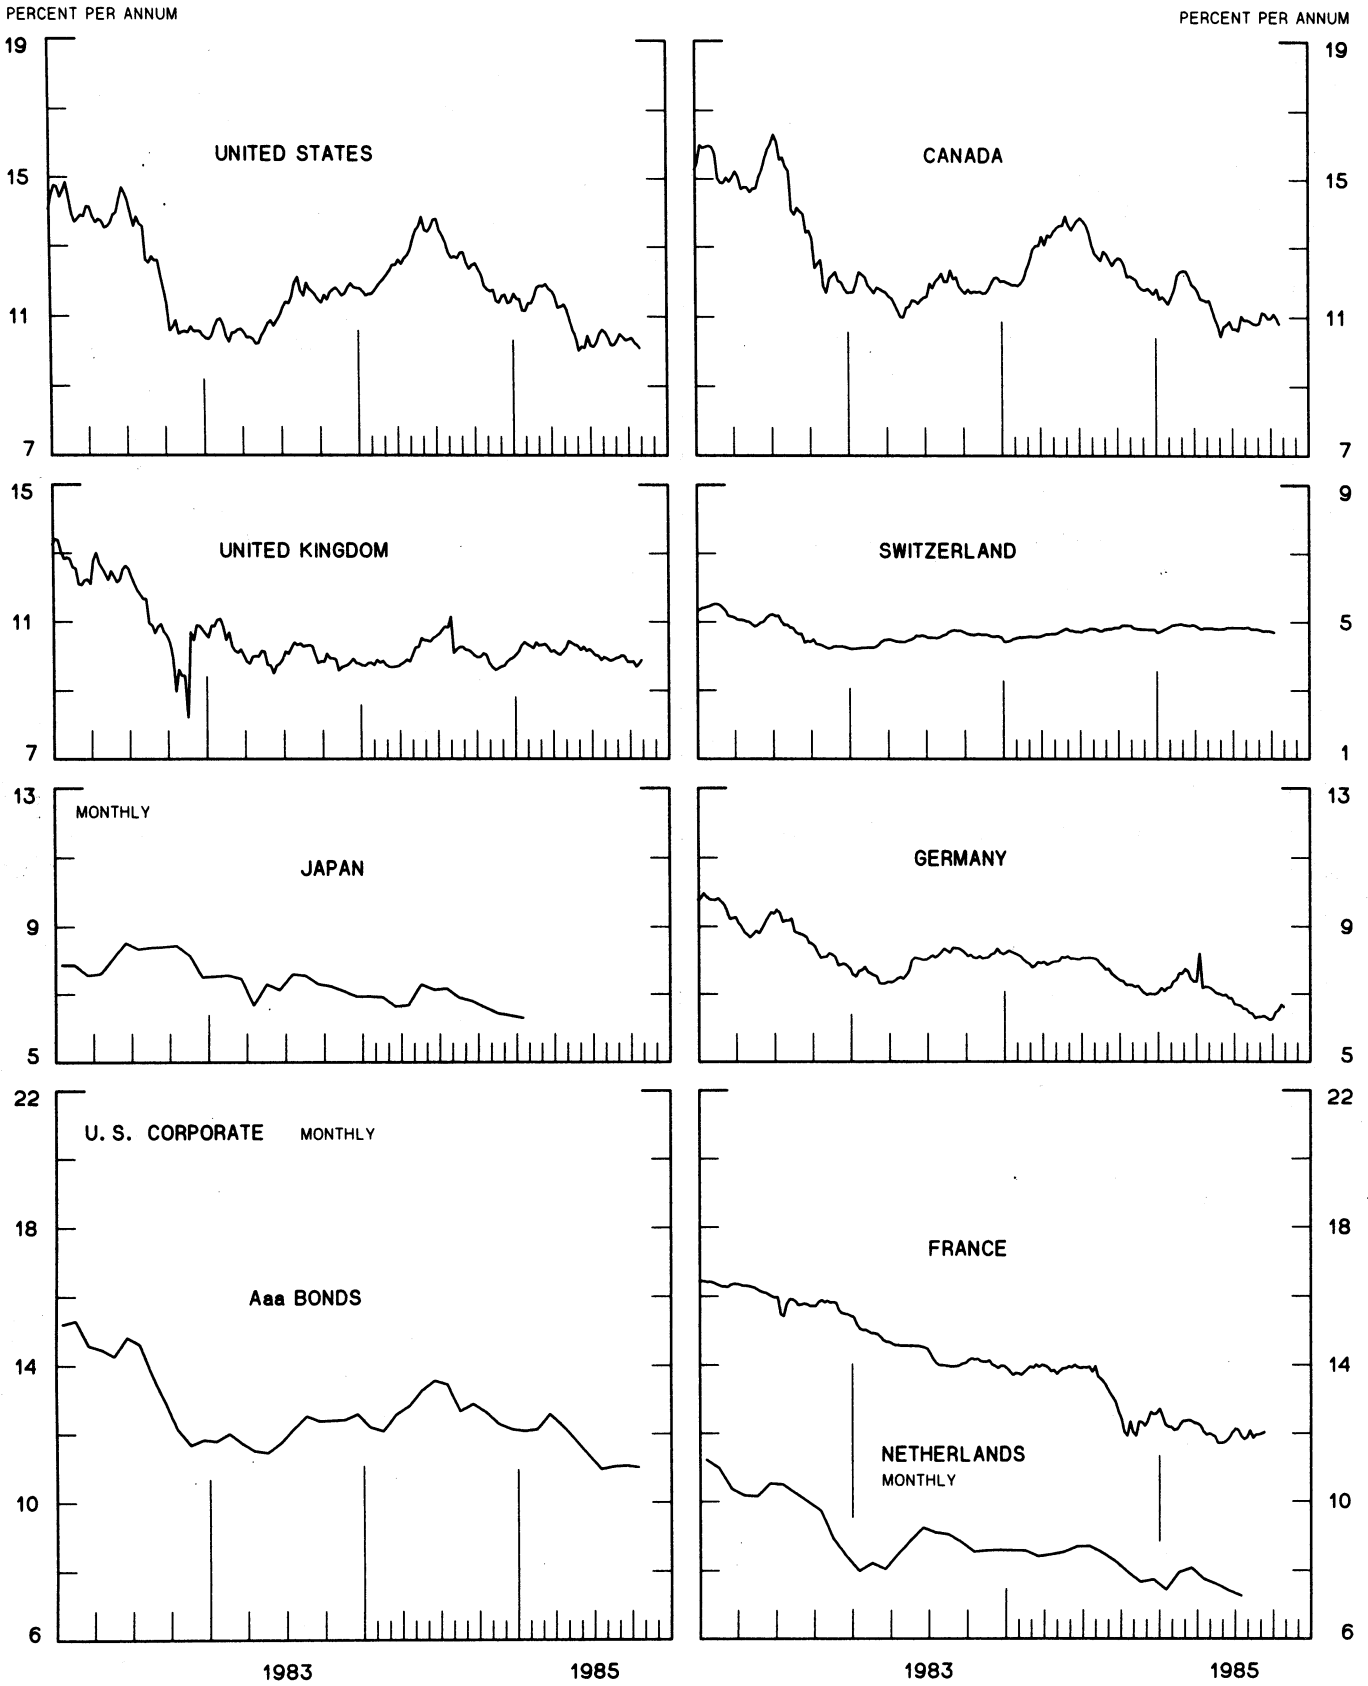 PERCENT PER ANNUM
PERCENT PER ANNUM
19
15
11
7
UNITED STATES
CANADA
19
15
11
7
15
11
7
UNITED KINGDOM
SWITZERLAND
9
5
1
13
9
5
MONTHLY
JAPAN
GERMANY
13
9
5
22
18
14
10
6
U.S. CORPORATE MONTHLY
Aaa BONDS
FRANCE
NETHERLANDS
MONTHLY
22
18
14
10
6
1983 1985
1983 1985